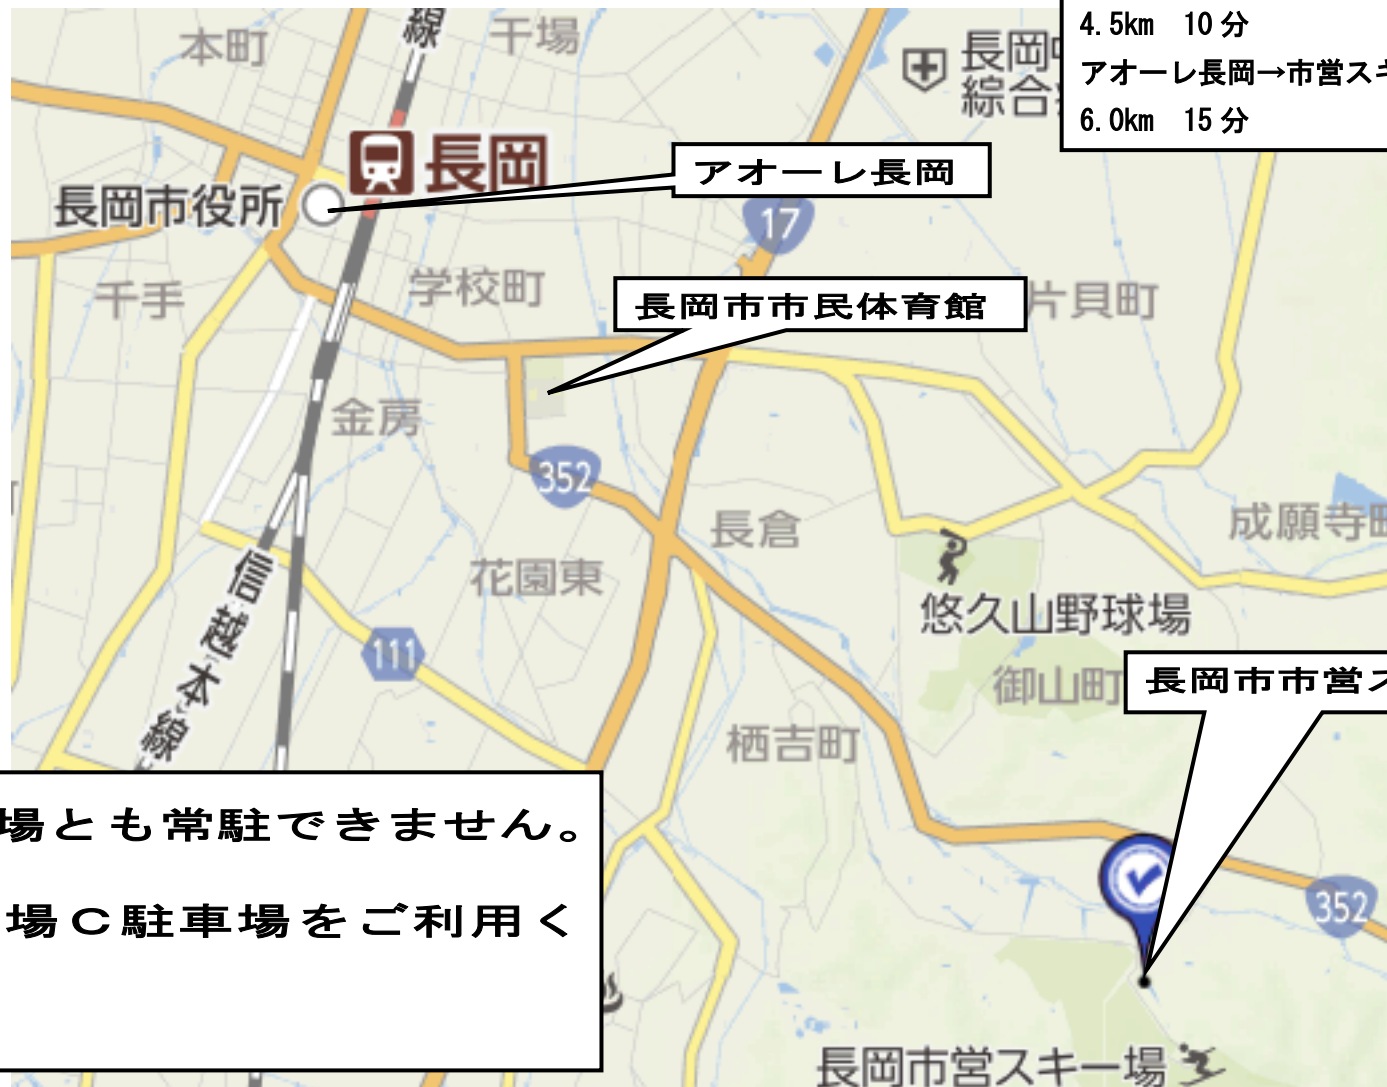 4.5km 10分
アオーレ長岡→市営スキ
6.0km 15分
線
干場
本町
長岡
綜合
長岡
アオーレ長岡
長岡市役所
17
千手
学校町
長岡市市民体育館
片貝町
金房
352
長倉
成願寺
花園東
信越本線
悠久山野球場
111
御山町
長岡市市営ス
栖吉町
場とも常駐できません。
場C駐車場をご利用く
352
長岡市営スキー場